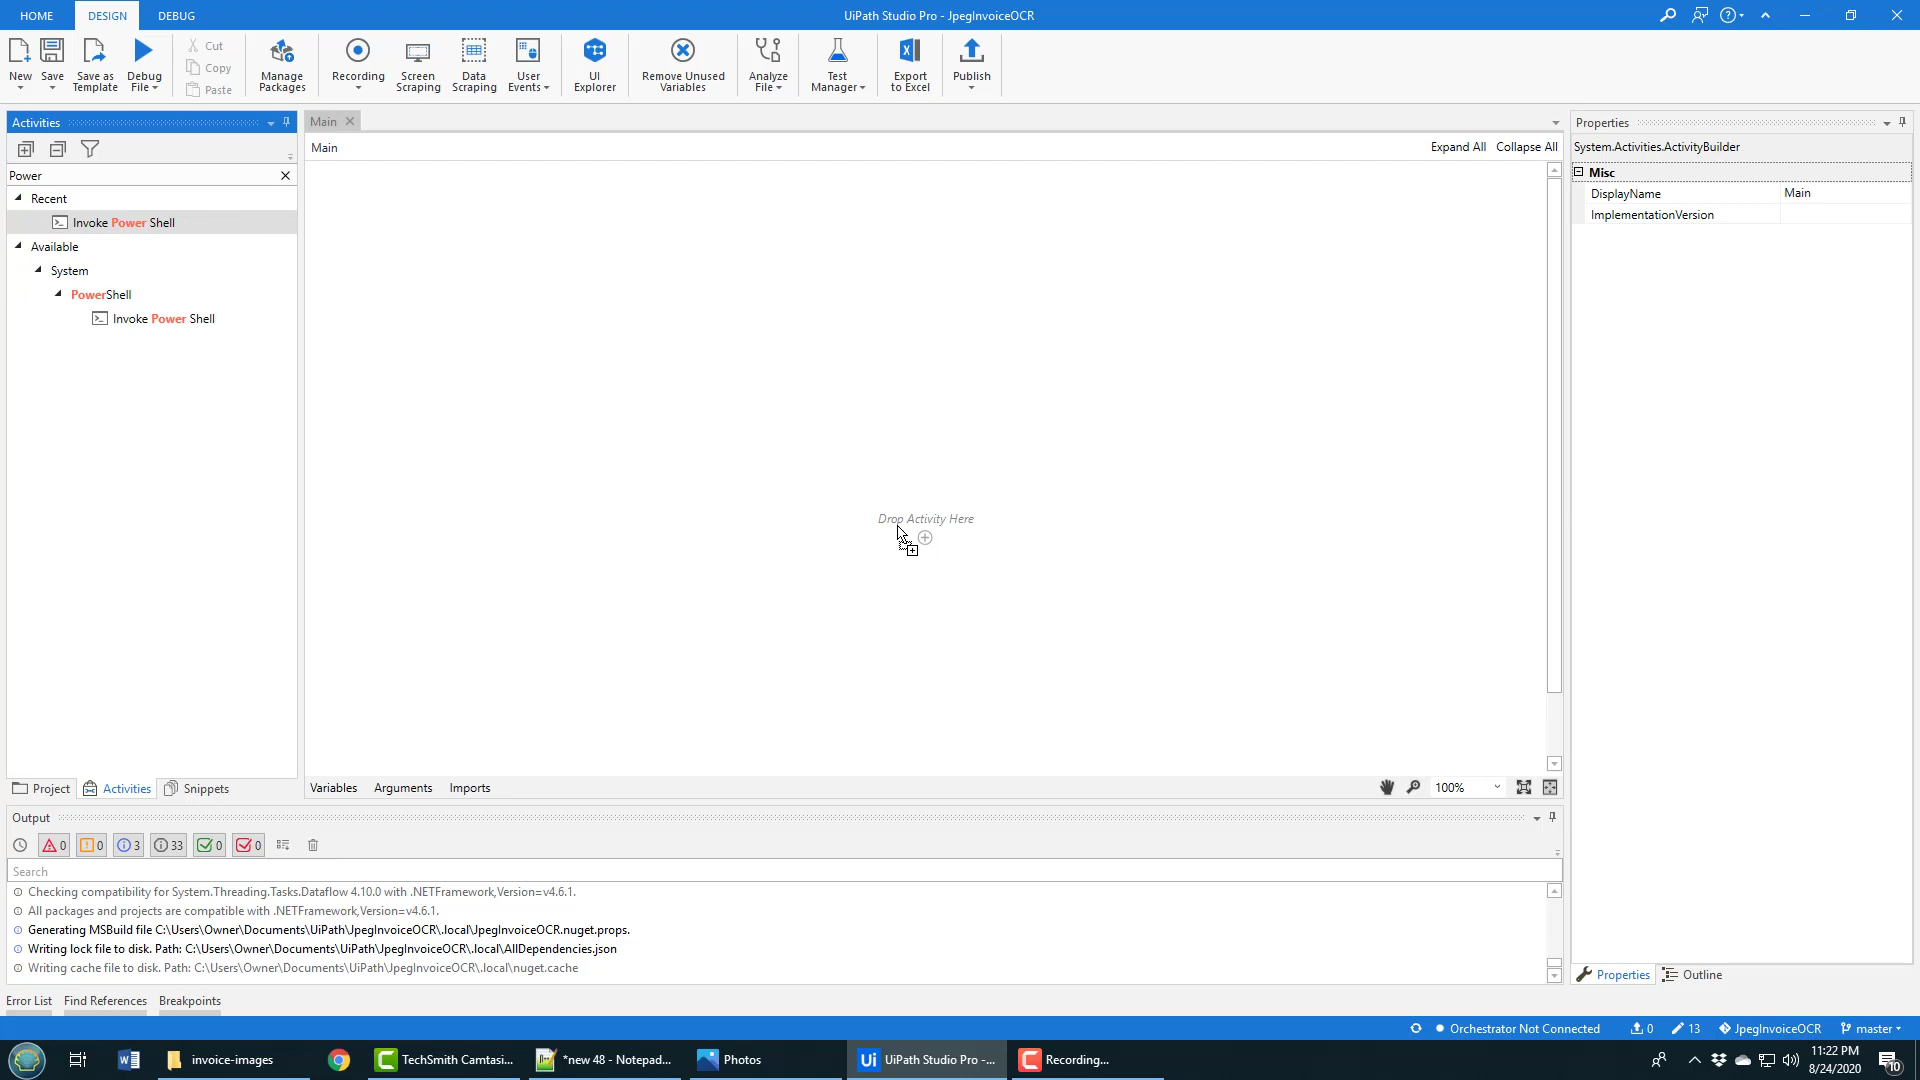 HOME DESIGN DEBUG UiPath Studio Pro - JpegInvoiceOCR
New Save Save as Template Debug File Cut Copy Paste Manage Packages Recording Screen Scraping Data Scraping User Events UI Explorer Remove Unused Variables Analyze File Test Manager Export to Excel Publish
Activities
Power
Recent
Invoke Power Shell
Available
System
PowerShell
Invoke Power Shell
Project Activities Snippets
Main
Main Expand All Collapse All
Drop Activity Here
Variables Arguments Imports 100%
Properties
System.Activities.ActivityBuilder
Misc
DisplayName Main
ImplementationVersion
Properties Outline
Output
0 0 3 33 0 0
Search
Checking compatibility for System.Threading.Tasks.Dataflow 4.10.0 with .NETFramework,Version=v4.6.1.
All packages and projects are compatible with .NETFramework,Version=v4.6.1.
Generating MSBuild file C:\Users\Owner\Documents\UiPath\JpegInvoiceOCR\.local\JpegInvoiceOCR.nuget.props.
Writing lock file to disk. Path: C:\Users\Owner\Documents\UiPath\JpegInvoiceOCR\.local\AllDependencies.json
Writing cache file to disk. Path: C:\Users\Owner\Documents\UiPath\JpegInvoiceOCR\.local\nuget.cache
Error List Find References Breakpoints
Orchestrator Not Connected 0 13 JpegInvoiceOCR master
invoice-images TechSmith Camtasi... *new 48 - Notepad... Photos Ui UiPath Studio Pro -... Recording...
11:22 PM
8/24/2020
10